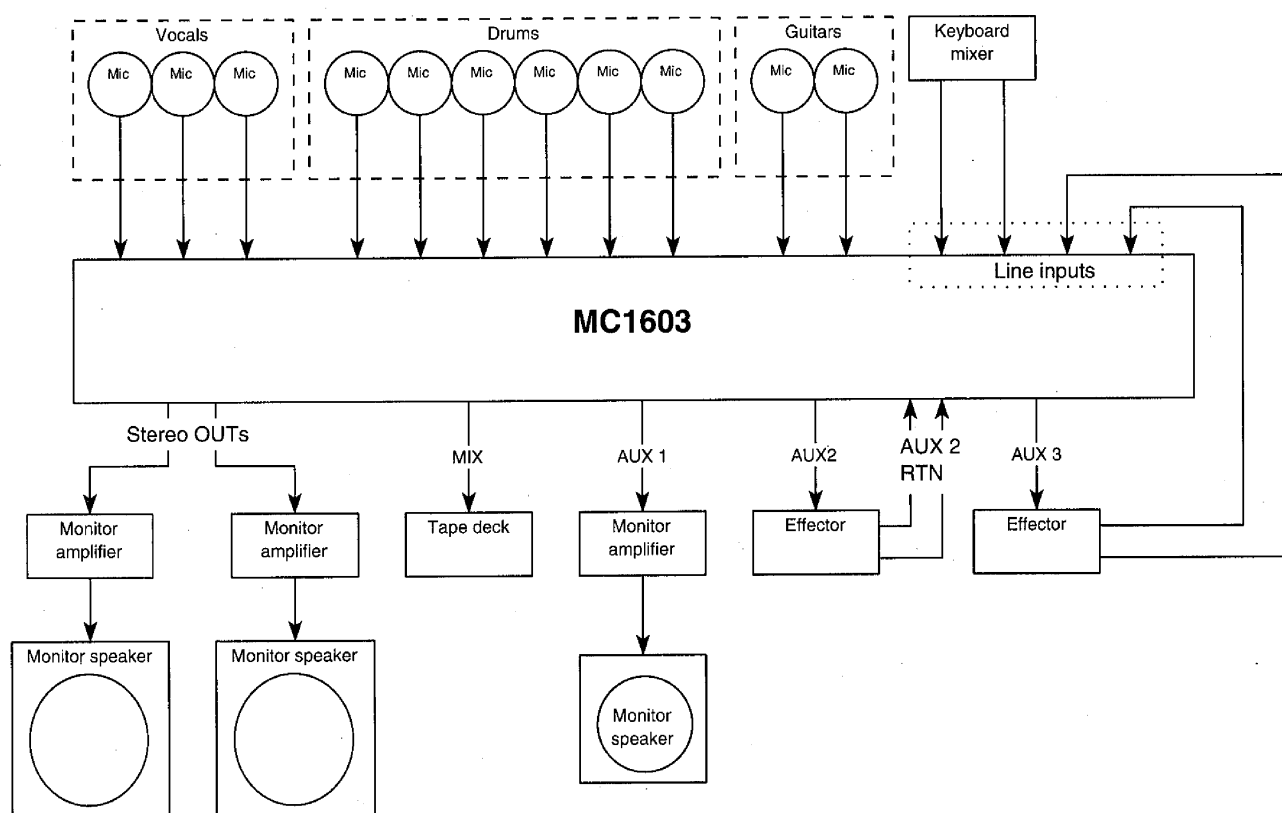 Vocals
Drums
Guitars
Keyboard
mixer
Mic
Mic
Mic
Mic
Mic
Mic
Mic
Mic
Mic
Mic
Mic
Line inputs
MC1603
Stereo OUTs
MIX
AUX 1
AUX2
AUX 2
RTN
AUX 3
Monitor
amplifier
Monitor
amplifier
Tape deck
Monitor
amplifier
Effector
Effector
Monitor speaker
Monitor speaker
Monitor
speaker